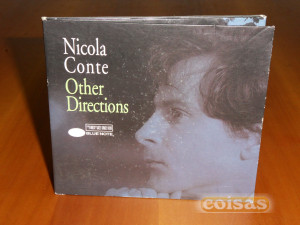 Nicola
Conte
Other
Directions
BLUE NOTE
coisas